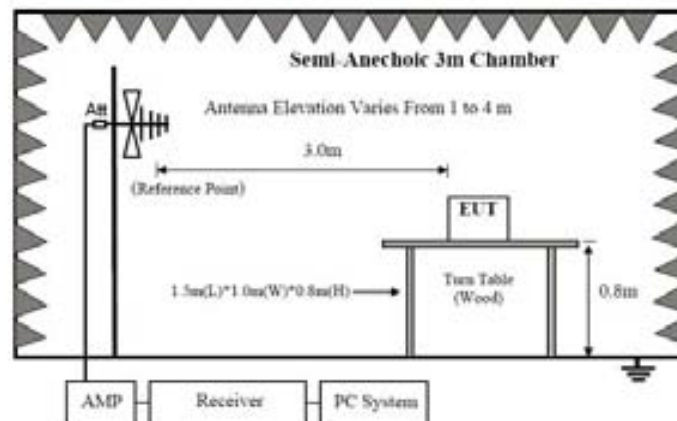 Semi-Anechoic 3m Chamber
Att
Antenna Elevation Varies From 1 to 4 m
3.0m
(Reference Point)
EUT
1.5m(L)*1.0m(W)*0.8m(H)
Turn Table
(Wood)
0.8m
AMP
Receiver
PC System